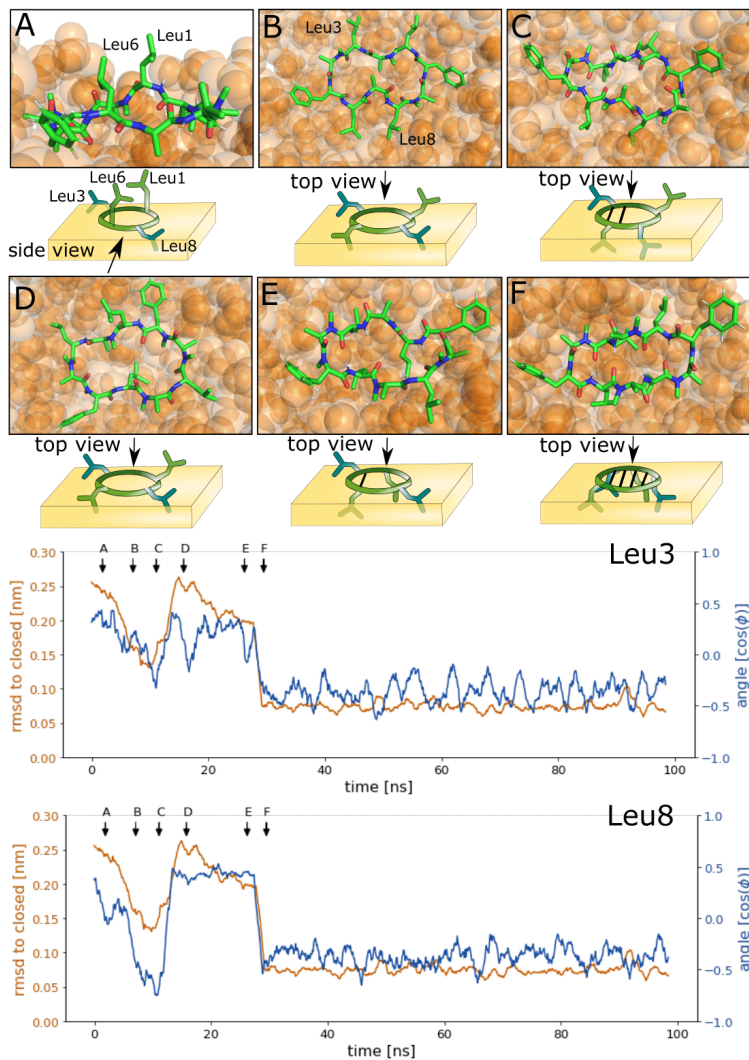 A
Leu6
Leu1
B
Leu3
Leu8
C
Leu6
Leu1
Leu3
Leu8
side view
top view
top view
D
E
F
top view
top view
top view
Leu3
A B C D E F
0.30
0.25
0.20
0.15
0.10
0.05
0.00
rmsd to closed [nm]
1.0
0.5
0.0
−0.5
−1.0
angle [cos(ϕ)]
0 20 40 60 80 100
time [ns]
Leu8
A B C D E F
0.30
0.25
0.20
0.15
0.10
0.05
0.00
rmsd to closed [nm]
1.0
0.5
0.0
−0.5
−1.0
angle [cos(ϕ)]
0 20 40 60 80 100
time [ns]